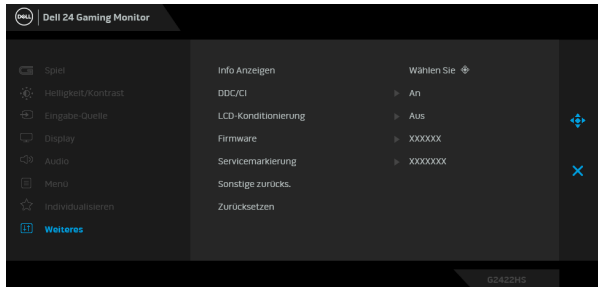 DELL Dell 24 Gaming Monitor
Spiel
Helligkeit/Kontrast
Eingabe-Quelle
Display
Audio
Menü
Individualisieren
Weiteres
Info Anzeigen Wählen Sie
DDC/CI An
LCD-Konditionierung Aus
Firmware XXXXXX
Servicemarkierung XXXXXXX
Sonstige zurücks.
Zurücksetzen
G2422HS